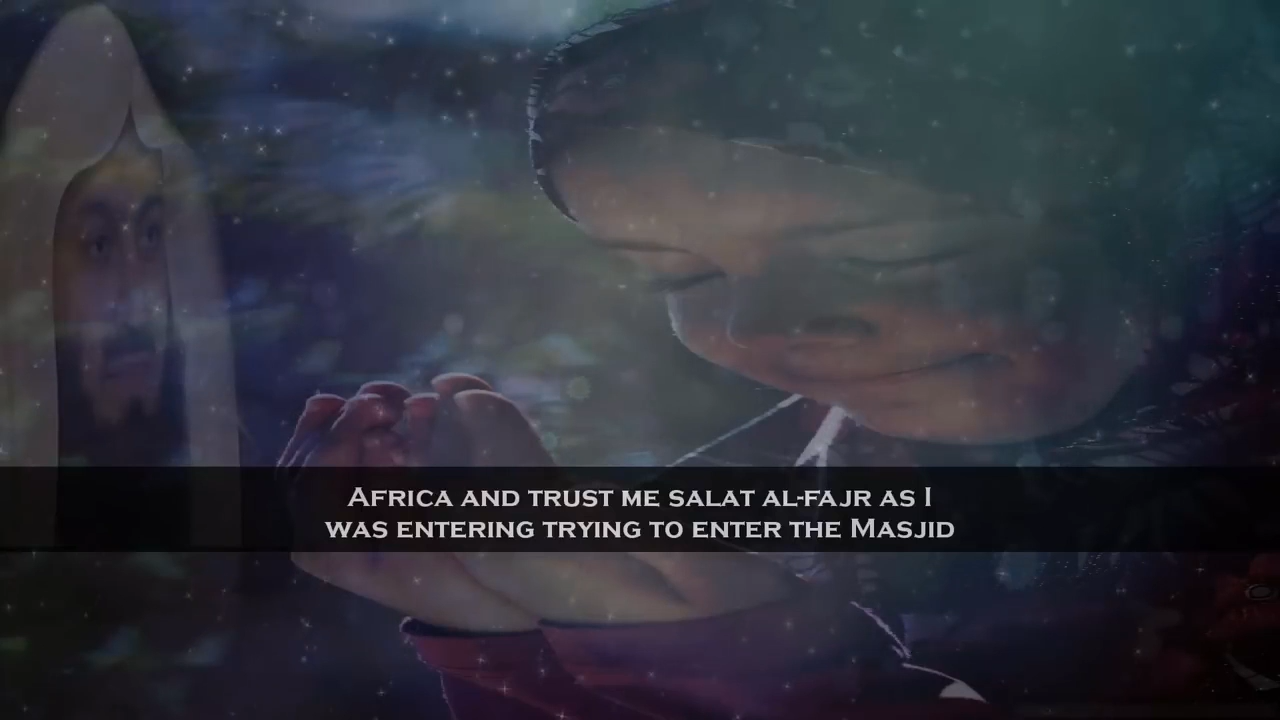 Africa and trust me salat al-fajr as I
was entering trying to enter the Masjid